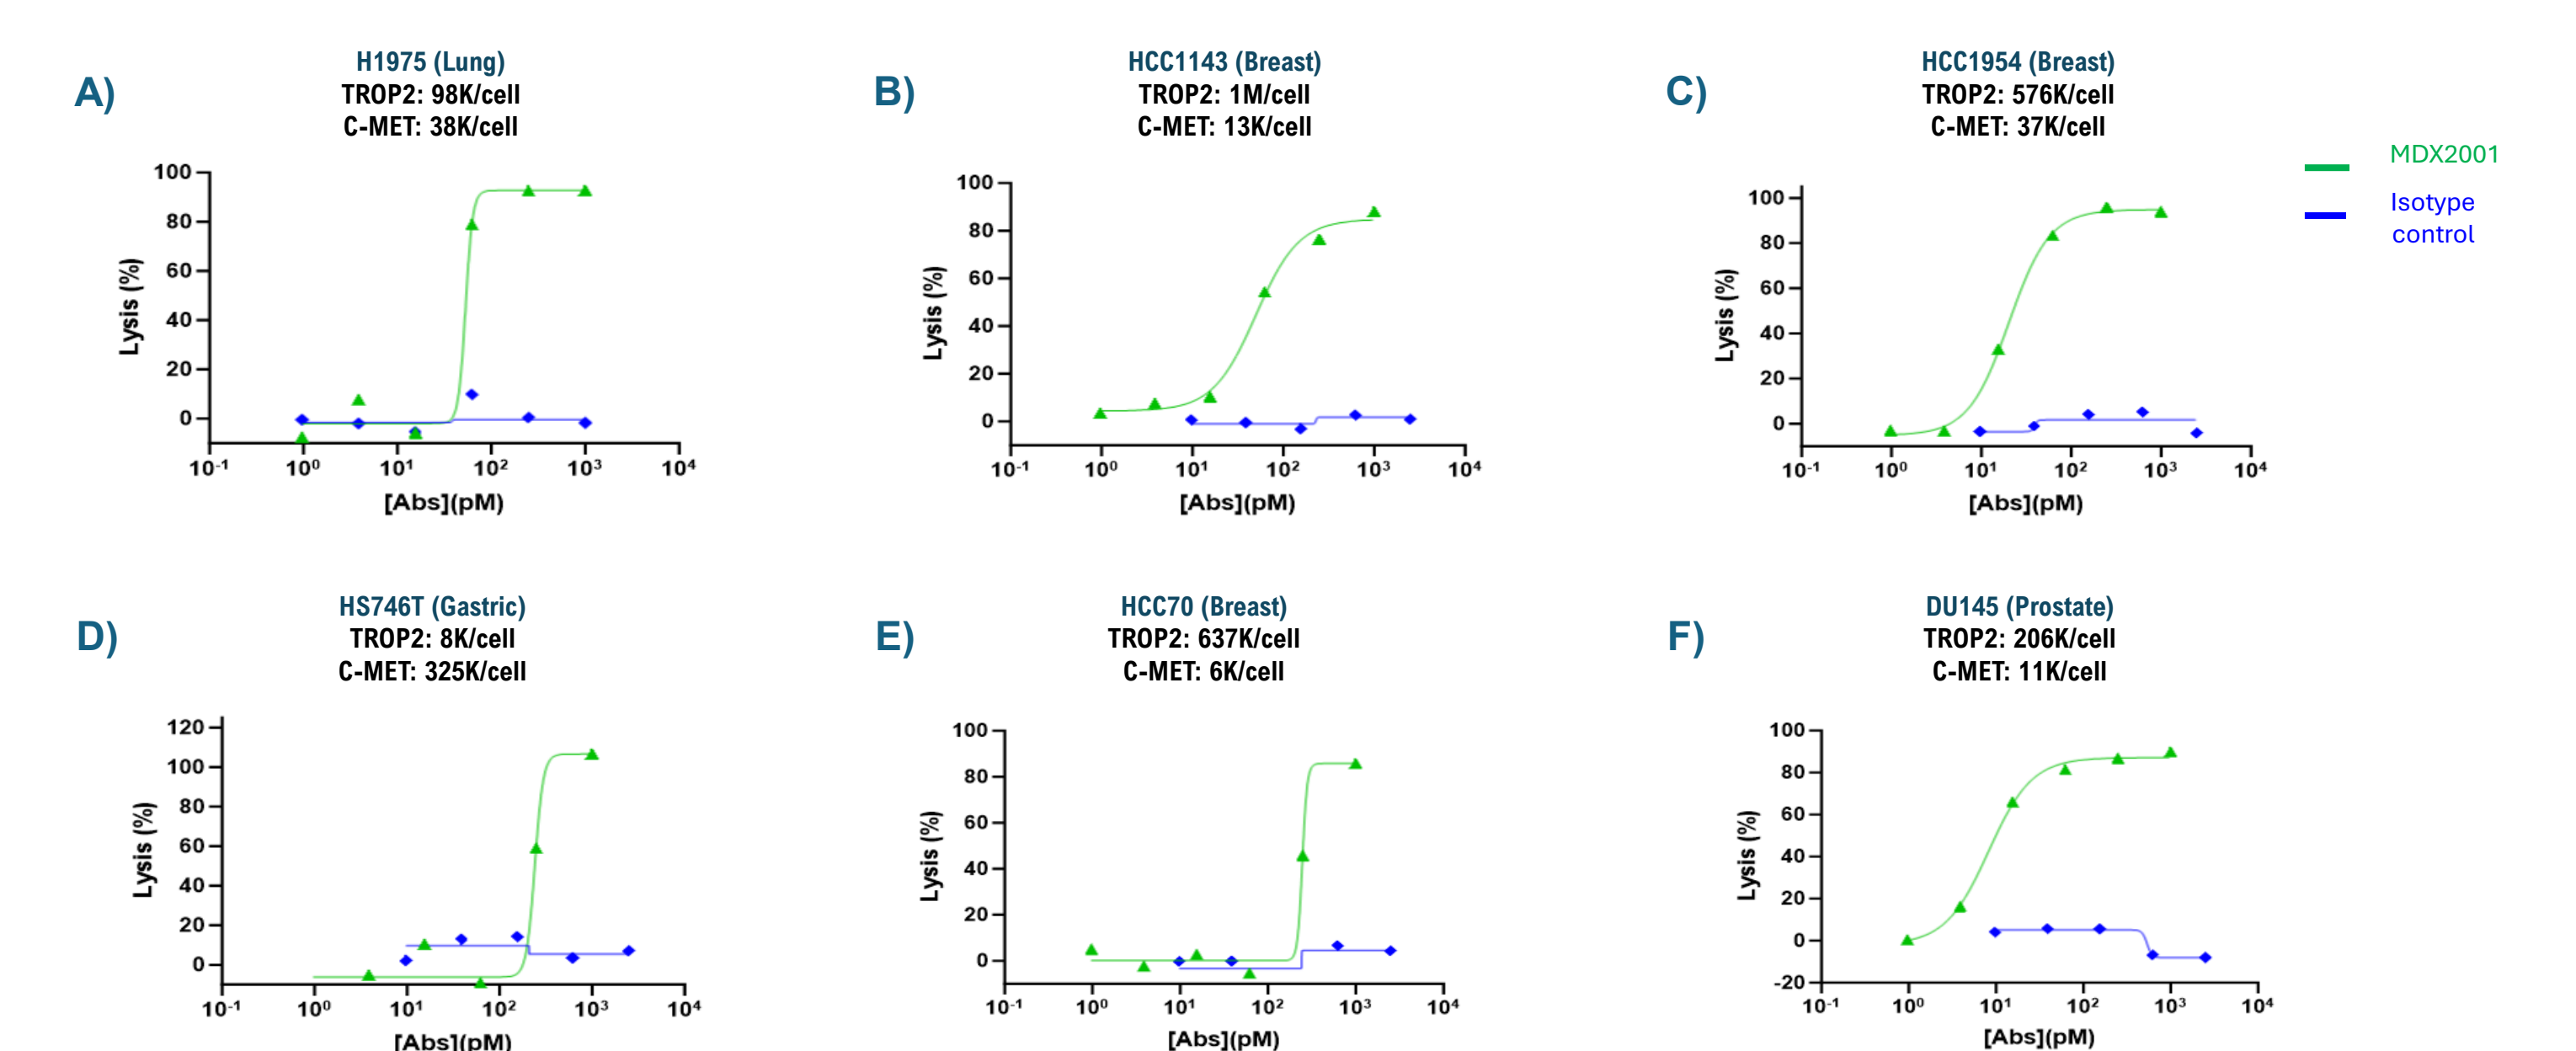 A)
H1975 (Lung)
TROP2: 98K/cell
C-MET: 38K/cell
100
80
60
40
20
0
Lysis (%)
10-1 10⁰ 10¹ 10² 10³ 10⁴
[Abs](pM)
B)
HCC1143 (Breast)
TROP2: 1M/cell
C-MET: 13K/cell
100
80
60
40
20
0
Lysis (%)
10-1 10⁰ 10¹ 10² 10³ 10⁴
[Abs](pM)
C)
HCC1954 (Breast)
TROP2: 576K/cell
C-MET: 37K/cell
100
80
60
40
20
0
Lysis (%)
10-1 10⁰ 10¹ 10² 10³ 10⁴
[Abs](pM)
MDX2001
Isotype
control
D)
HS746T (Gastric)
TROP2: 8K/cell
C-MET: 325K/cell
120
100
80
60
40
20
0
Lysis (%)
10-1 10⁰ 10¹ 10² 10³ 10⁴
[Abs](pM)
E)
HCC70 (Breast)
TROP2: 637K/cell
C-MET: 6K/cell
100
80
60
40
20
0
Lysis (%)
10-1 10⁰ 10¹ 10² 10³ 10⁴
[Abs](pM)
F)
DU145 (Prostate)
TROP2: 206K/cell
C-MET: 11K/cell
100
80
60
40
20
0
-20
Lysis (%)
10-1 10⁰ 10¹ 10² 10³ 10⁴
[Abs](pM)